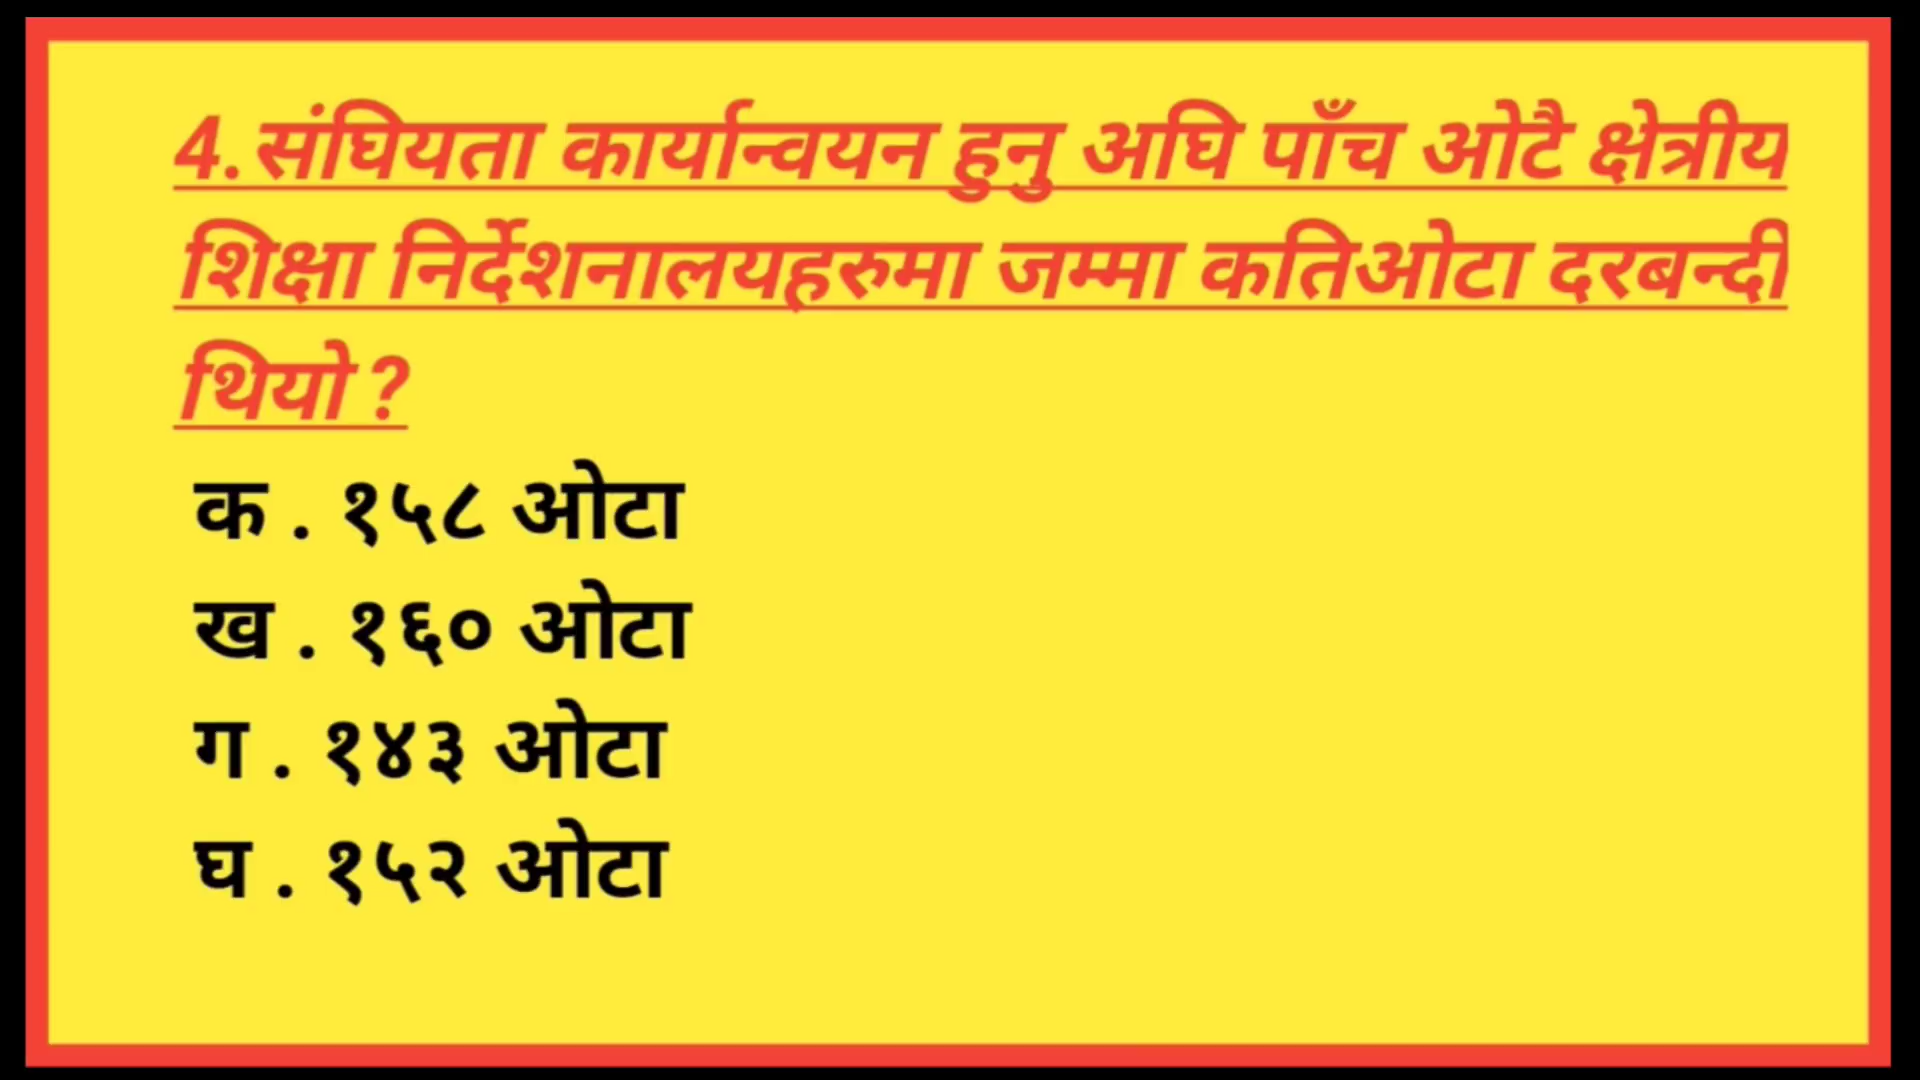 4.संघियता कार्यान्वयन हुनु अघि पाँच ओटै क्षेत्रीय
शिक्षा निर्देशनालयहरुमा जम्मा कतिओटा दरबन्दी
थियो ?
क . १५८ ओटा
ख . १६० ओटा
ग . १४३ ओटा
घ . १५२ ओटा